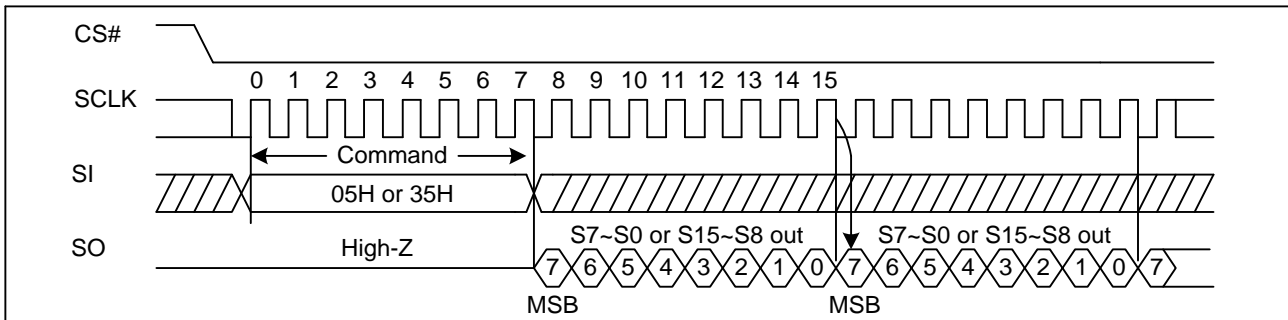 CS#
0 1 2 3 4 5 6 7 8 9 10 11 12 13 14 15
SCLK
Command
SI
05H or 35H
S7~S0 or S15~S8 out S7~S0 or S15~S8 out
SO High-Z
7 6 5 4 3 2 1 0 7 6 5 4 3 2 1 0 7
MSB MSB